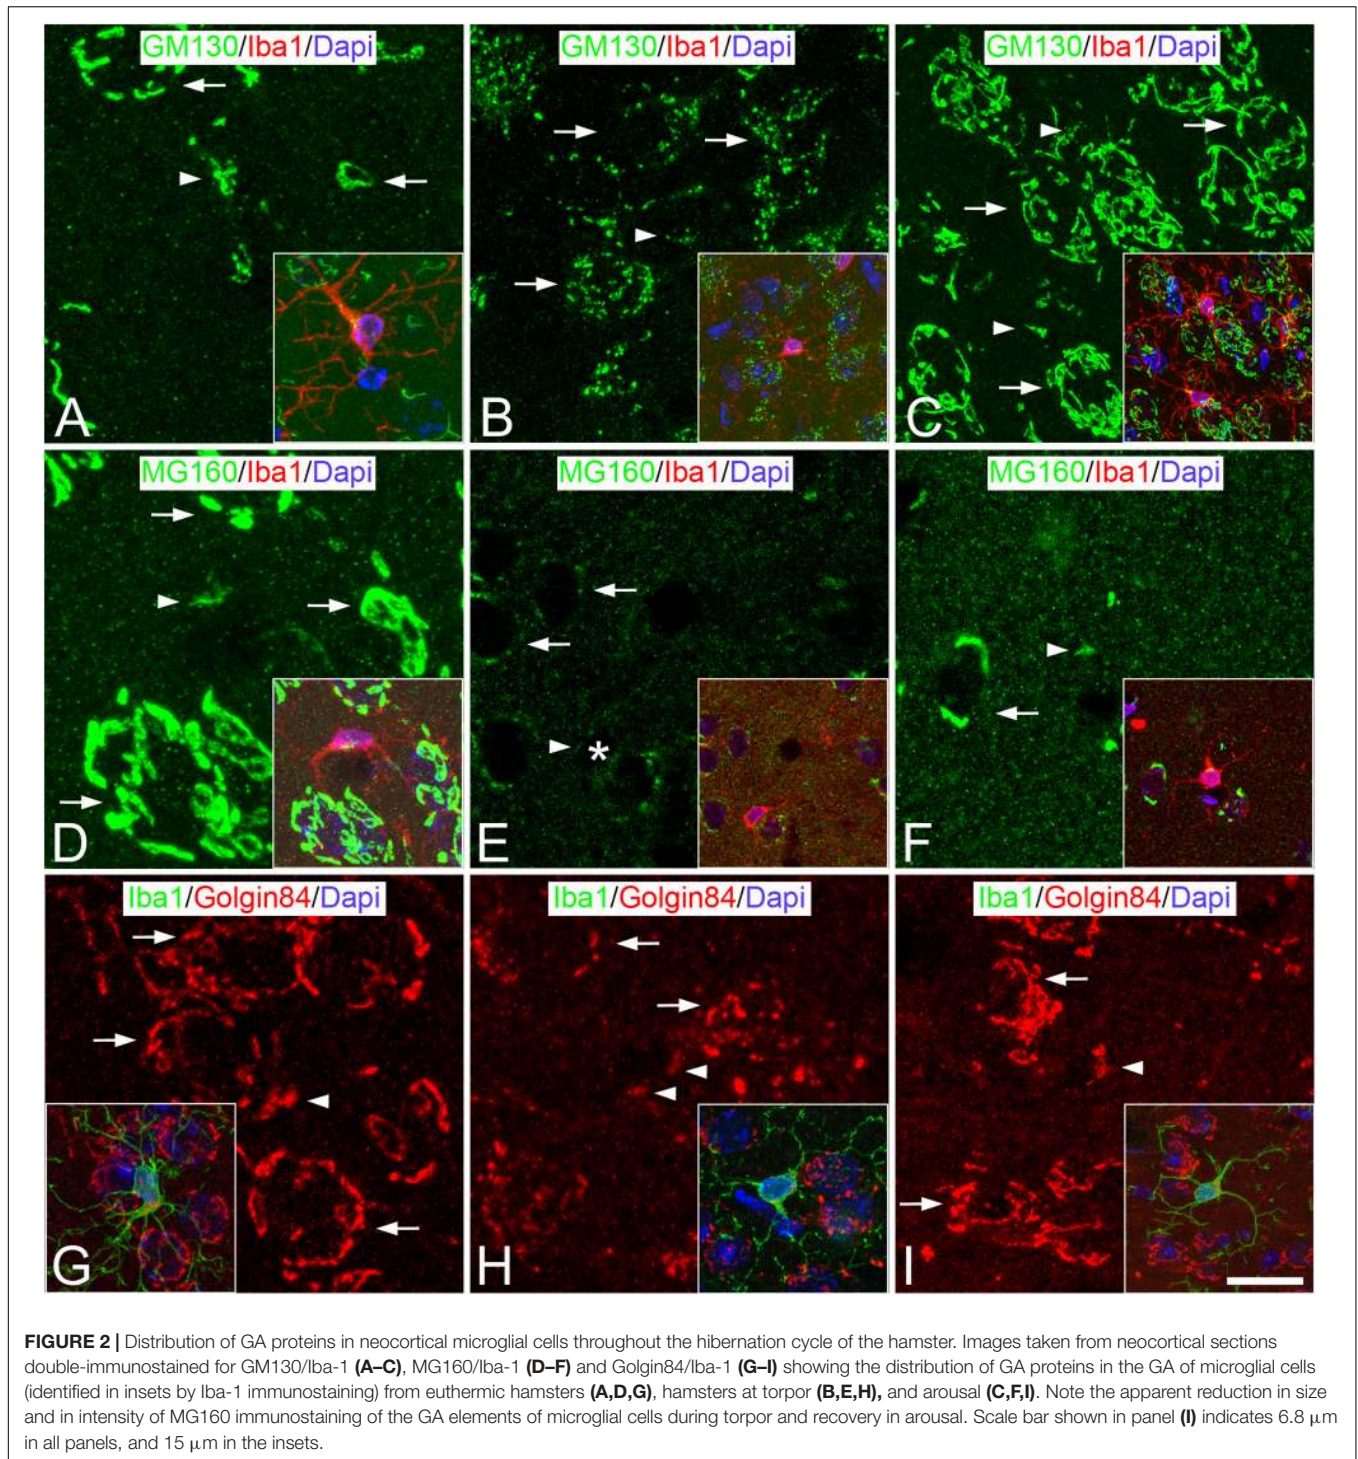 GM130/Iba1/Dapi
GM130/Iba1/Dapi
GM130/Iba1/Dapi
A
B
C
MG160/Iba1/Dapi
MG160/Iba1/Dapi
MG160/Iba1/Dapi
*
D
E
F
Iba1/Golgin84/Dapi
Iba1/Golgin84/Dapi
Iba1/Golgin84/Dapi
G
H
I
FIGURE 2 | Distribution of GA proteins in neocortical microglial cells throughout the hibernation cycle of the hamster. Images taken from neocortical sections
double-immunostained for GM130/Iba-1 (A–C), MG160/Iba-1 (D–F) and Golgin84/Iba-1 (G–I) showing the distribution of GA proteins in the GA of microglial cells
(identified in insets by Iba-1 immunostaining) from euthermic hamsters (A,D,G), hamsters at torpor (B,E,H), and arousal (C,F,I). Note the apparent reduction in size
and in intensity of MG160 immunostaining of the GA elements of microglial cells during torpor and recovery in arousal. Scale bar shown in panel (I) indicates 6.8 μm
in all panels, and 15 μm in the insets.